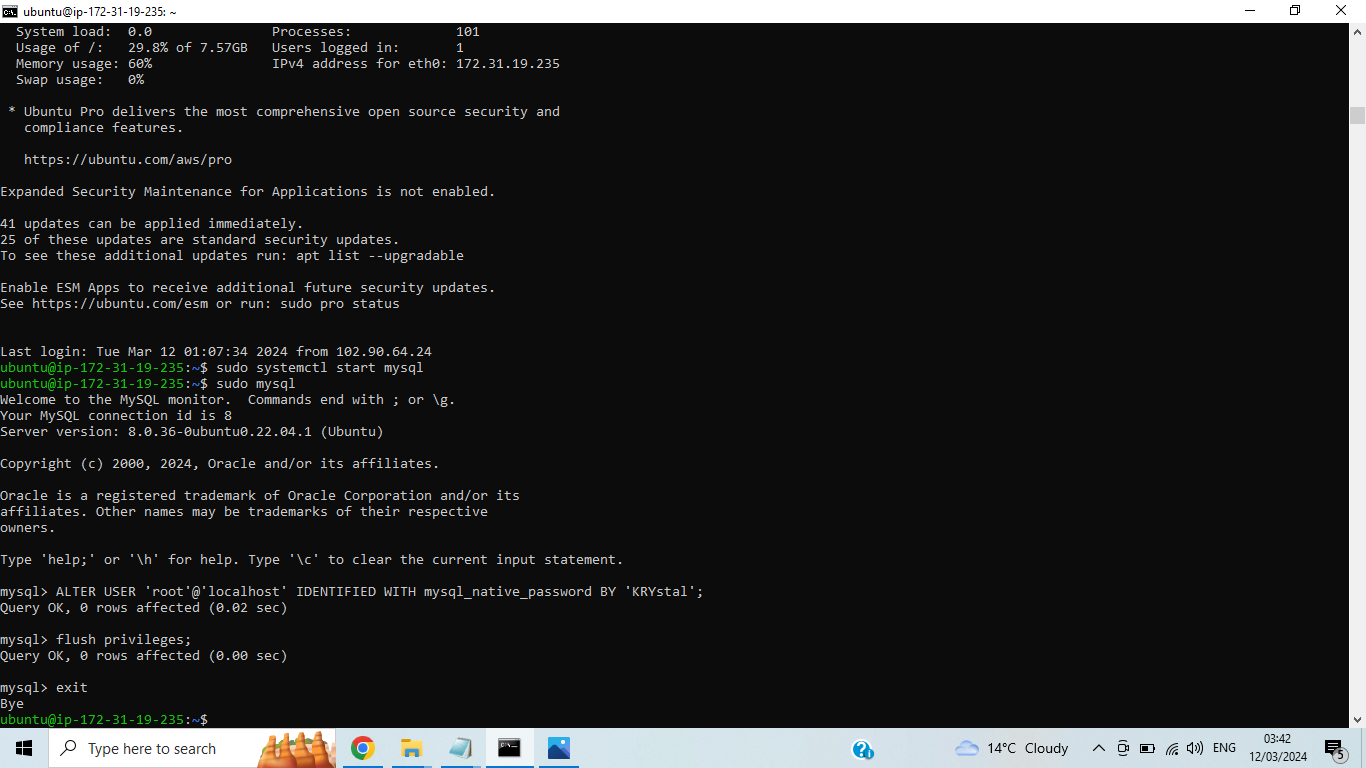 ubuntu@ip-172-31-19-235: ~
System load:  0.0               Processes:             101
Usage of /:   29.8% of 7.57GB   Users logged in:       1
Memory usage: 60%               IPv4 address for eth0: 172.31.19.235
Swap usage:   0%
* Ubuntu Pro delivers the most comprehensive open source security and
compliance features.
https://ubuntu.com/aws/pro
Expanded Security Maintenance for Applications is not enabled.
41 updates can be applied immediately.
25 of these updates are standard security updates.
To see these additional updates run: apt list --upgradable
Enable ESM Apps to receive additional future security updates.
See https://ubuntu.com/esm or run: sudo pro status
Last login: Tue Mar 12 01:07:34 2024 from 102.90.64.24
ubuntu@ip-172-31-19-235:~$ sudo systemctl start mysql
ubuntu@ip-172-31-19-235:~$ sudo mysql
Welcome to the MySQL monitor.  Commands end with ; or \g.
Your MySQL connection id is 8
Server version: 8.0.36-0ubuntu0.22.04.1 (Ubuntu)
Copyright (c) 2000, 2024, Oracle and/or its affiliates.
Oracle is a registered trademark of Oracle Corporation and/or its
affiliates. Other names may be trademarks of their respective
owners.
Type 'help;' or '\h' for help. Type '\c' to clear the current input statement.
mysql> ALTER USER 'root'@'localhost' IDENTIFIED WITH mysql_native_password BY 'KRYstal';
Query OK, 0 rows affected (0.02 sec)
mysql> flush privileges;
Query OK, 0 rows affected (0.00 sec)
mysql> exit
Bye
ubuntu@ip-172-31-19-235:~$
Type here to search
14°C Cloudy
ENG
03:42
12/03/2024
5